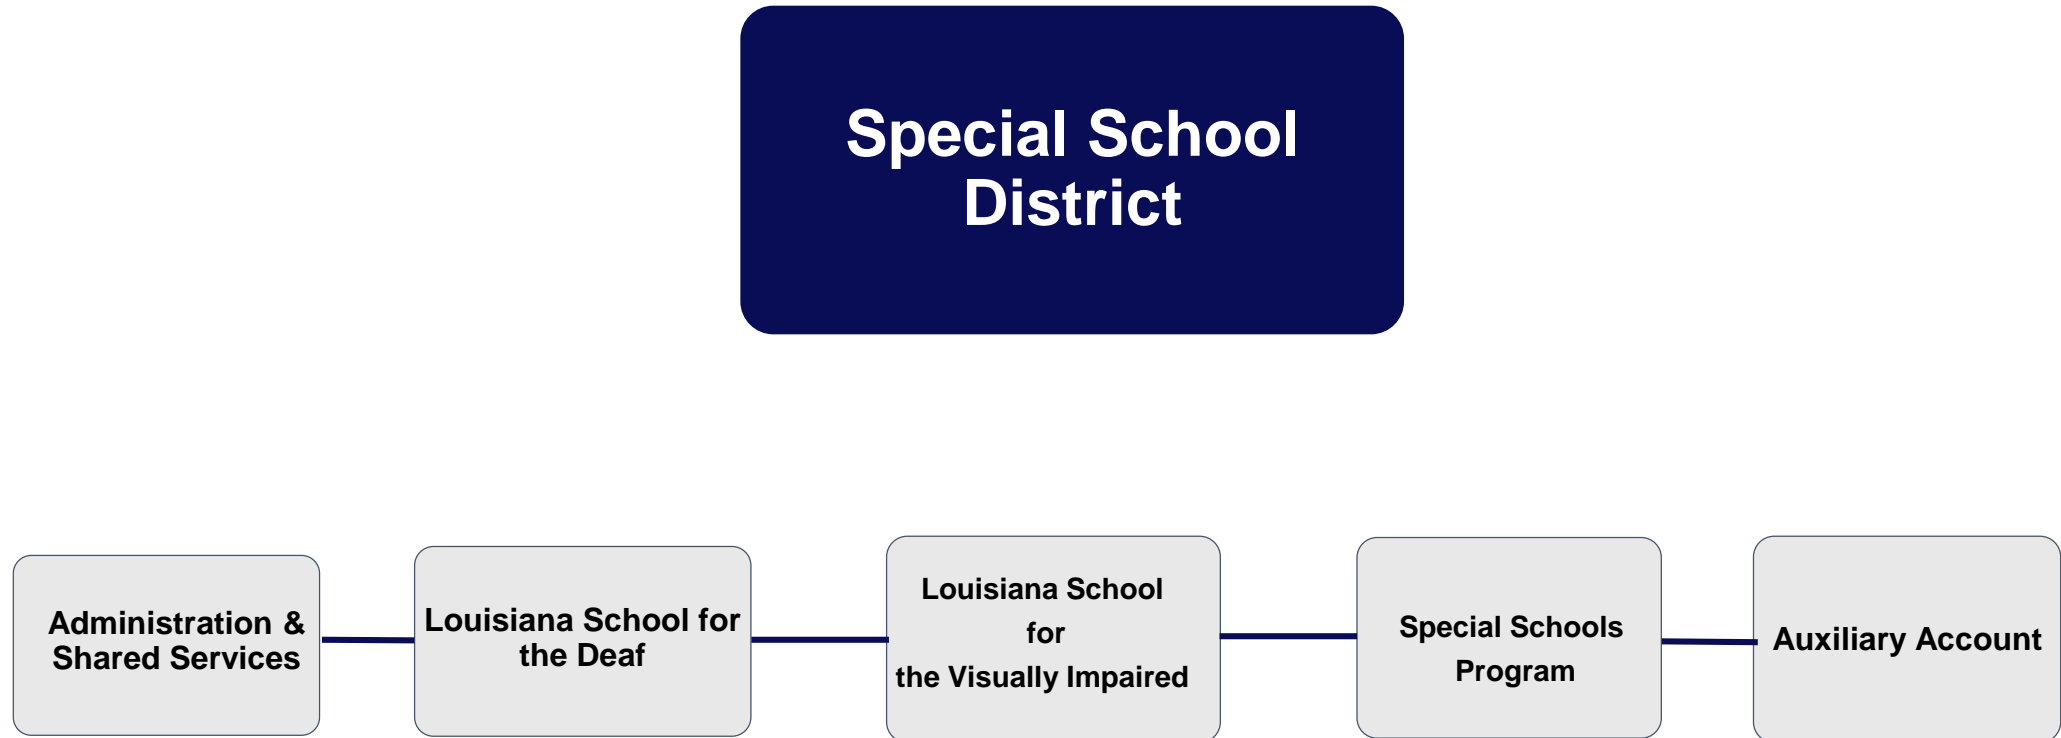 Special School
District
Administration &
Shared Services
Louisiana School for
the Deaf
Louisiana School
for
the Visually Impaired
Special Schools
Program
Auxiliary Account